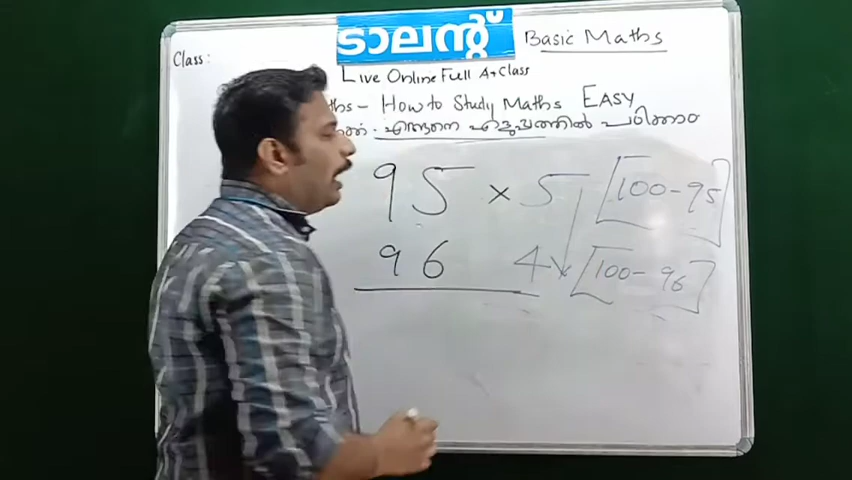 Class:
ടാലന്റ്
Basic Maths
Live Online Full A+ Class
ths - How to Study Maths EASY
എങ്ങനെ എളുപ്പത്തിൽ പഠിക്കാം
95 × 5 [100-95]
96 4 [100-96]